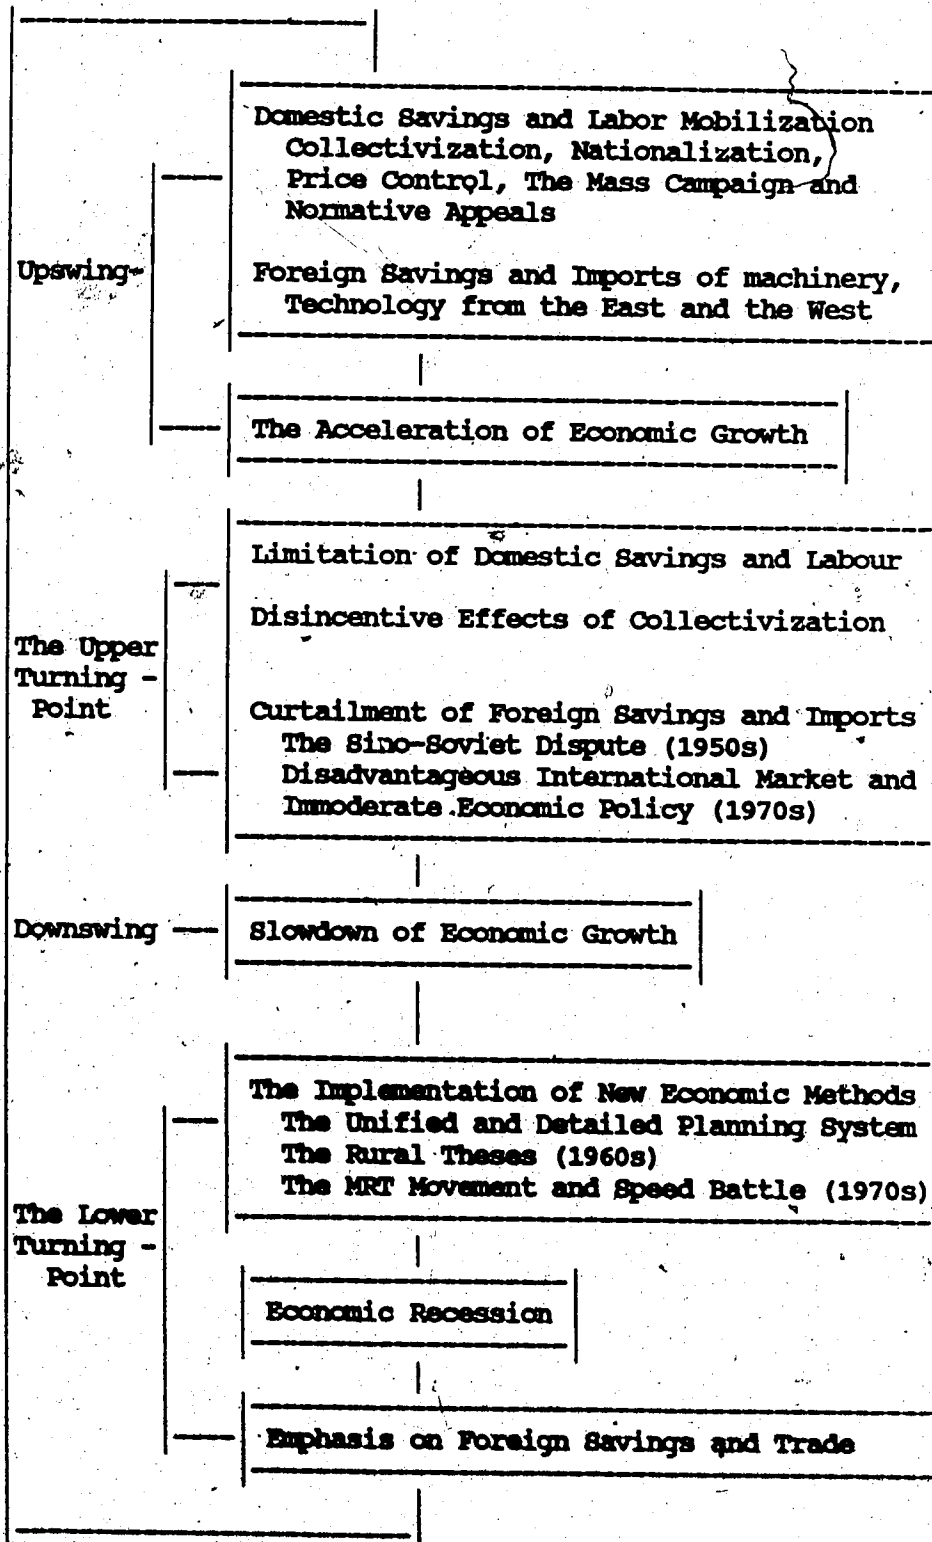 Domestic Savings and Labor Mobilization
Collectivization, Nationalization,
Price Control, The Mass Campaign and
Normative Appeals
Upswing-
Foreign Savings and Imports of machinery,
Technology from the East and the West
The Acceleration of Economic Growth
Limitation of Domestic Savings and Labour
Disincentive Effects of Collectivization
The Upper
Turning -
Point
Curtailment of Foreign Savings and Imports
The Sino-Soviet Dispute (1950s)
Disadvantageous International Market and
Immoderate Economic Policy (1970s)
Downswing
Slowdown of Economic Growth
The Implementation of New Economic Methods
The Unified and Detailed Planning System
The Rural Theses (1960s)
The MRT Movement and Speed Battle (1970s)
The Lower
Turning -
Point
Economic Recession
Emphasis on Foreign Savings and Trade